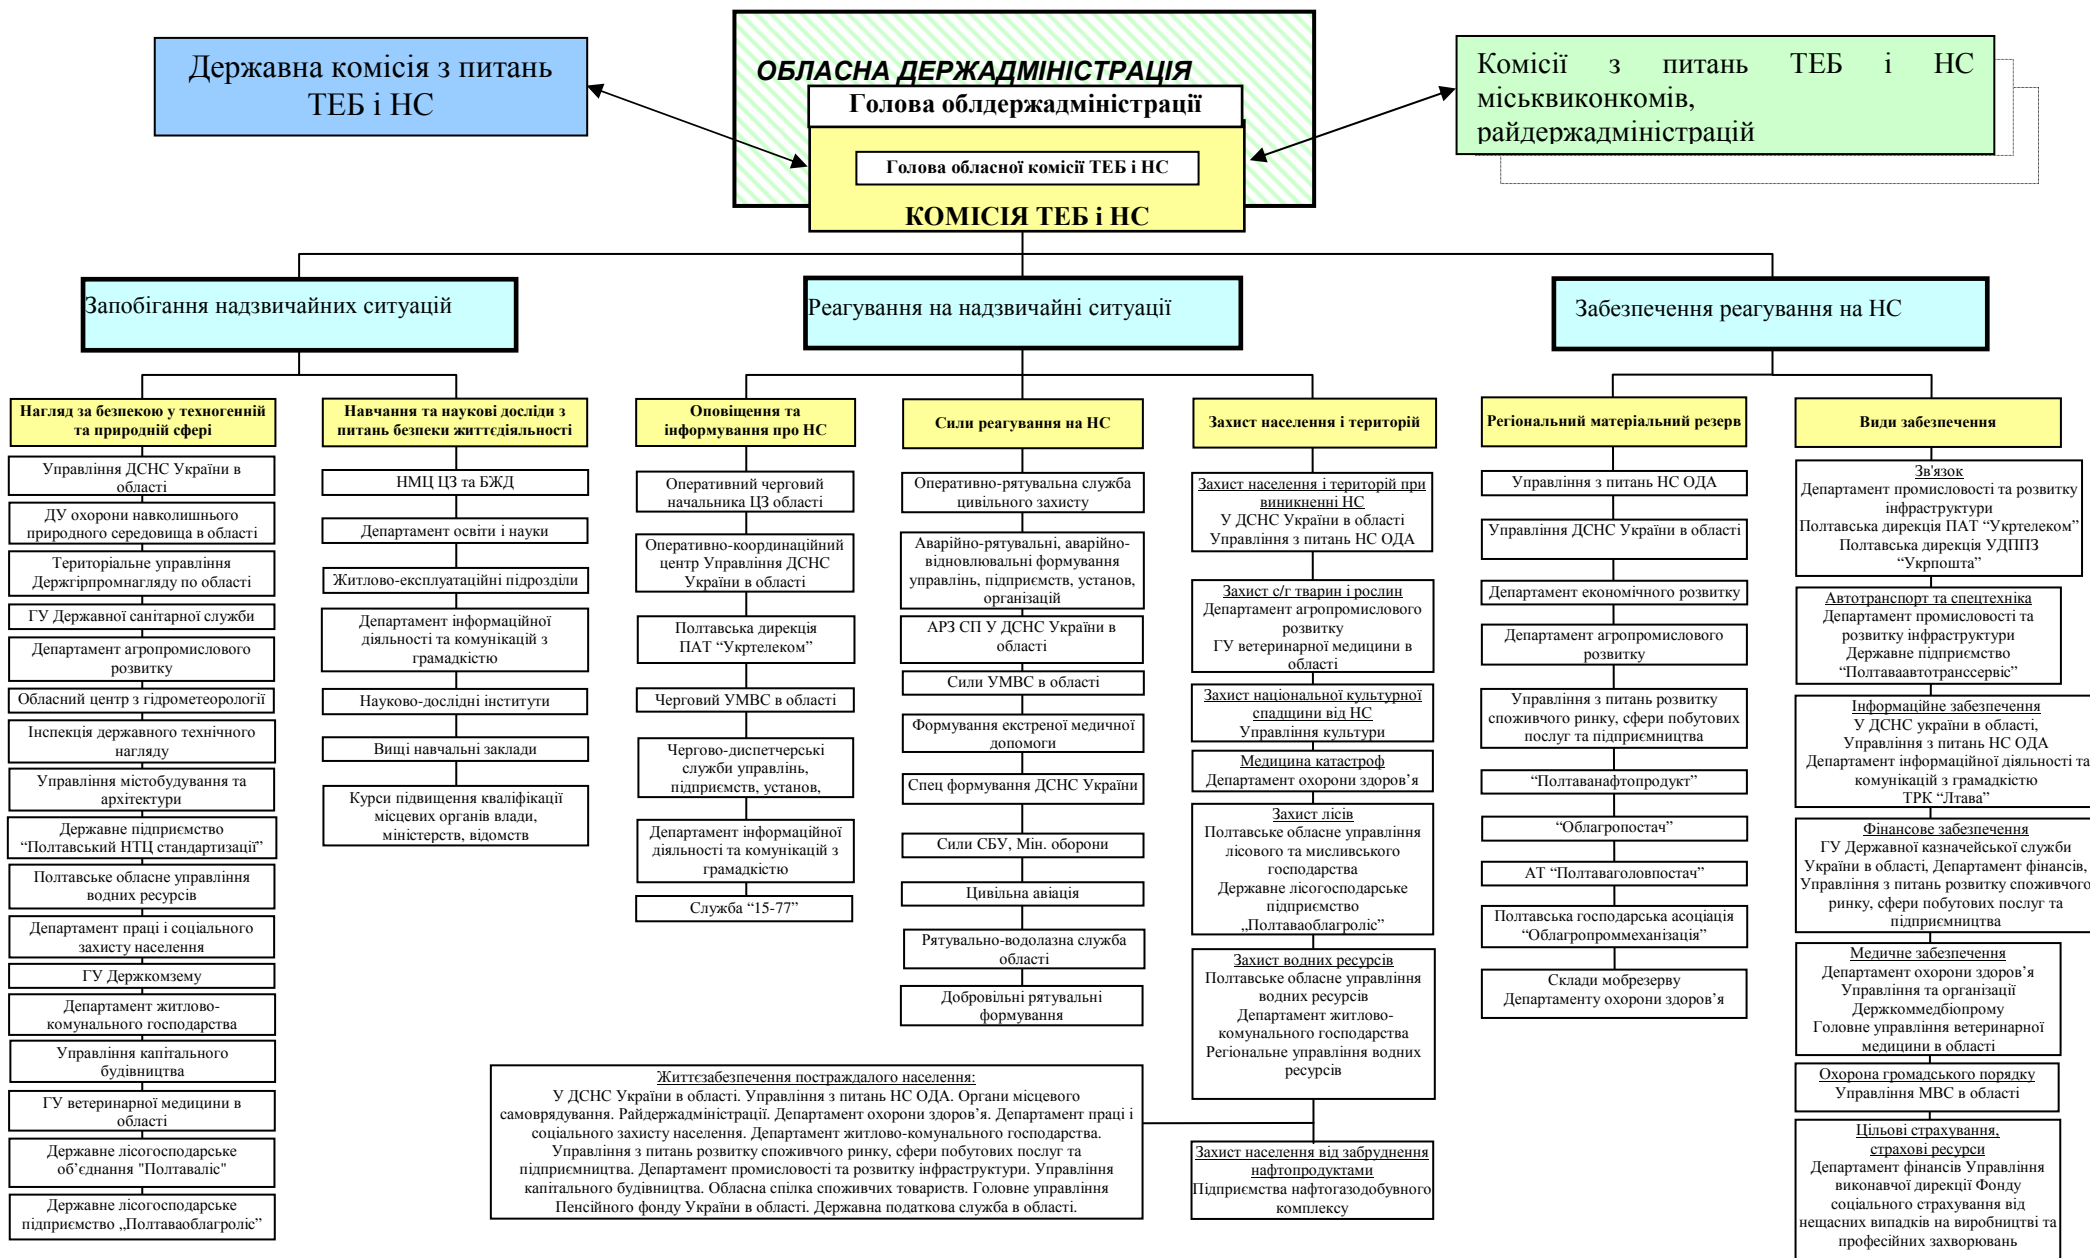 Державна комісія з питань
ТЕБ і НС
ОБЛАСНА ДЕРЖАДМІНІСТРАЦІЯ
Голова облдержадміністрації
Голова обласної комісії ТЕБ і НС
КОМІСІЯ ТЕБ і НС
Комісії з питань ТЕБ і НС
міськвиконкомів,
райдержадміністрацій
Запобігання надзвичайних ситуацій
Реагування на надзвичайні ситуації
Забезпечення реагування на НС
Нагляд за безпекою у техногенній
та природній сфері
Управління ДСНС України в
області
ДУ охорони навколишнього
природного середовища в області
Територіальне управління
Держгірпромнагляду по області
ГУ Державної санітарної служби
Департамент агропромислового
розвитку
Обласний центр з гідрометеорології
Інспекція державного технічного
нагляду
Управління містобудування та
архітектури
Державне підприємство
“Полтавський НТЦ стандартизації”
Полтавське обласне управління
водних ресурсів
Департамент праці і соціального
захисту населення
ГУ Держкомзему
Департамент житлово-
комунального господарства
Управління капітального
будівництва
ГУ ветеринарної медицини в
області
Державне лісогосподарське
об’єднання "Полтаваліс"
Державне лісогосподарське
підприємство „Полтаваоблагроліс”
Навчання та наукові досліди з
питань безпеки життєдіяльності
НМЦ ЦЗ та БЖД
Департамент освіти і науки
Житлово-експлуатаційні підрозділи
Департамент інформаційної
діяльності та комунікацій з
грамадкістю
Науково-дослідні інститути
Вищі навчальні заклади
Курси підвищення кваліфікації
місцевих органів влади,
міністерств, відомств
Оповіщення та
інформування про НС
Оперативний черговий
начальника ЦЗ області
Оперативно-координаційний
центр Управління ДСНС
України в області
Полтавська дирекція
ПАТ “Укртелеком”
Черговий УМВС в області
Чергово-диспетчерські
служби управлінь,
підприємств, установ,
Департамент інформаційної
діяльності та комунікацій з
грамадкістю
Служба “15-77”
Сили реагування на НС
Оперативно-рятувальна служба
цивільного захисту
Аварійно-рятувальні, аварійно-
відновлювальні формування
управлінь, підприємств, установ,
організацій
АРЗ СП У ДСНС України в
області
Сили УМВС в області
Формування екстреної медичної
допомоги
Спец формування ДСНС України
Сили СБУ, Мін. оборони
Цивільна авіація
Рятувально-водолазна служба
області
Добровільні рятувальні
формування
Захист населення і територій
Захист населення і територій при
виникненні НС
У ДСНС України в області
Управління з питань НС ОДА
Захист с/г тварин і рослин
Департамент агропромислового
розвитку
ГУ ветеринарної медицини в
області
Захист національної культурної
спадщини від НС
Управління культури
Медицина катастроф
Департамент охорони здоров’я
Захист лісів
Полтавське обласне управління
лісового та мисливського
господарства
Державне лісогосподарське
підприємство
„Полтаваоблагроліс”
Захист водних ресурсів
Полтавське обласне управління
водних ресурсів
Департамент житлово-
комунального господарства
Регіональне управління водних
ресурсів
Життєзабезпечення постраждалого населення:
У ДСНС України в області. Управління з питань НС ОДА. Органи місцевого
самоврядування. Райдержадміністрації. Департамент охорони здоров’я. Департамент праці і
соціального захисту населення. Департамент житлово-комунального господарства.
Управління з питань розвитку споживчого ринку, сфери побутових послуг та
підприємництва. Департамент промисловості та розвитку інфраструктури. Управління
капітального будівництва. Обласна спілка споживчих товариств. Головне управління
Пенсійного фонду України в області. Державна податкова служба в області.
Захист населення від забруднення
нафтопродуктами
Підприємства нафтогазодобувного
комплексу
Регіональний матеріальний резерв
Управління з питань НС ОДА
Управління ДСНС України в області
Департамент економічного розвитку
Департамент агропромислового
розвитку
Управління з питань розвитку
споживчого ринку, сфери побутових
послуг та підприємництва
“Полтаванафтопродукт”
“Облагропостач”
АТ “Полтаваголовпостач”
Полтавська господарська асоціація
“Облагропроммеханізація”
Склади мобрезерву
Департаменту охорони здоров’я
Види забезпечення
Зв'язок
Департамент промисловості та розвитку
інфраструктури
Полтавська дирекція ПАТ “Укртелеком”
Полтавська дирекція УДППЗ
“Укрпошта”
Автотранспорт та спецтехніка
Департамент промисловості та
розвитку інфраструктури
Державне підприємство
“Полтаваавтотранссервіс”
Інформаційне забезпечення
У ДСНС україни в області,
Управління з питань НС ОДА
Департамент інформаційної діяльності та
комунікацій з грамадкістю
ТРК “Лтава”
Фінансове забезпечення
ГУ Державної казначейської служби
України в області, Департамент фінансів,
Управління з питань розвитку споживчого
ринку, сфери побутових послуг та
підприємництва
Медичне забезпечення
Департамент охорони здоров’я
Управління та організації
Держкоммедбіопрому
Головне управління ветеринарної
медицини в області
Охорона громадського порядку
Управління МВС в області
Цільові страхування,
страхові ресурси
Департамент фінансів Управління
виконавчої дирекції Фонду
соціального страхування від
нещасних випадків на виробництві та
професійних захворювань